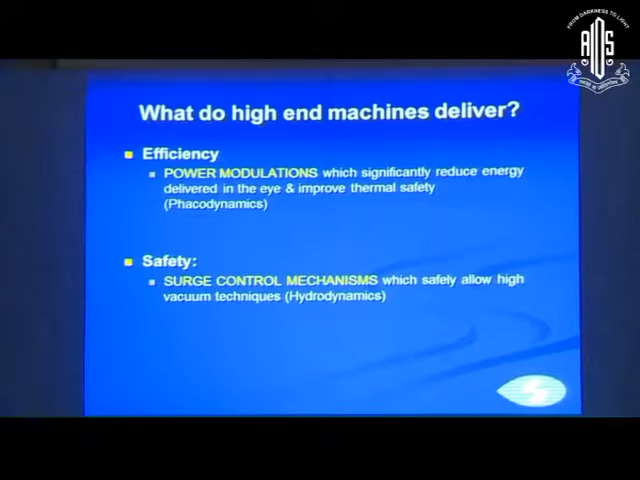 FROM DARKNESS TO LIGHT
AIOS
What do high end machines deliver?
Efficiency
POWER MODULATIONS which significantly reduce energy
delivered in the eye & improve thermal safety
(Phacodynamics)
Safety:
SURGE CONTROL MECHANISMS which safely allow high
vacuum techniques (Hydrodynamics)